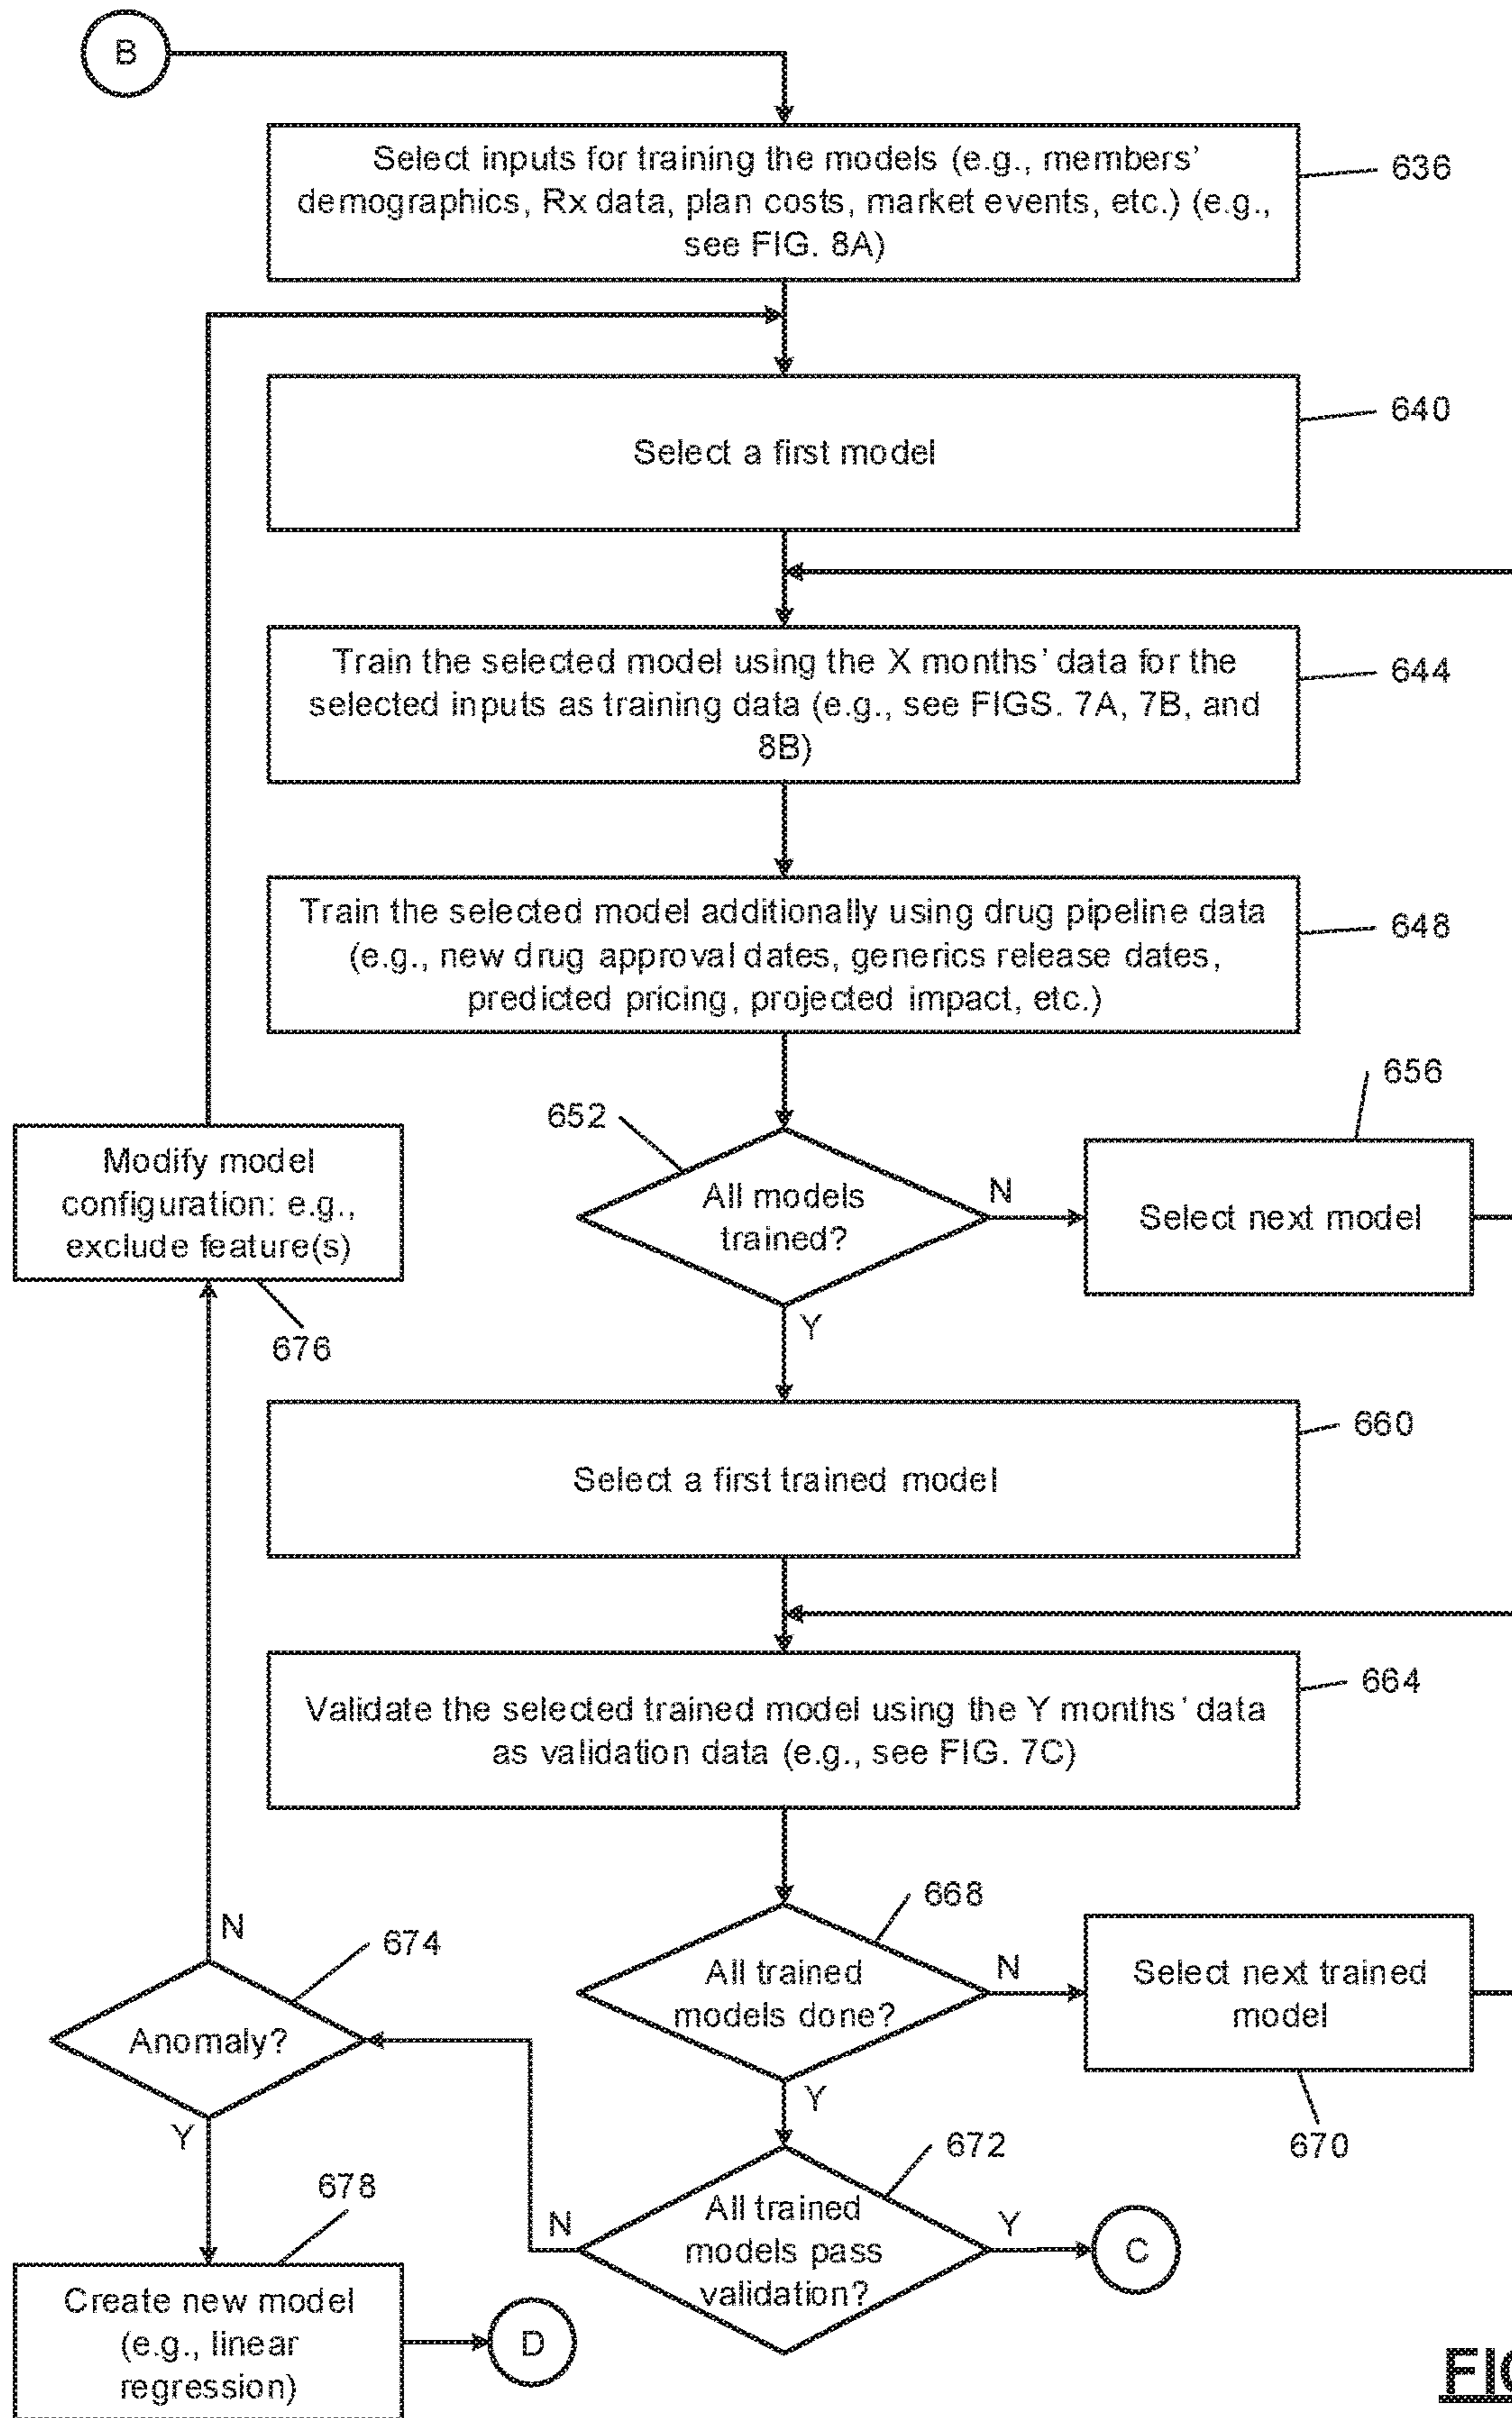 B
Select inputs for training the models (e.g., members'
demographics, Rx data, plan costs, market events, etc.) (e.g.,
see FIG. 8A)
636
Select a first model
640
Train the selected model using the X months' data for the
selected inputs as training data (e.g., see FIGS. 7A, 7B, and
8B)
644
Train the selected model additionally using drug pipeline data
(e.g., new drug approval dates, generics release dates,
predicted pricing, projected impact, etc.)
648
652
All models
trained?
N
Y
656
Select next model
Modify model
configuration: e.g.,
exclude feature(s)
676
Select a first trained model
660
Validate the selected trained model using the Y months' data
as validation data (e.g., see FIG. 7C)
664
668
All trained
models done?
N
Y
Select next trained
model
670
N
674
Anomaly?
Y
672
All trained
models pass
validation?
N
Y
C
678
Create new model
(e.g., linear
regression)
D